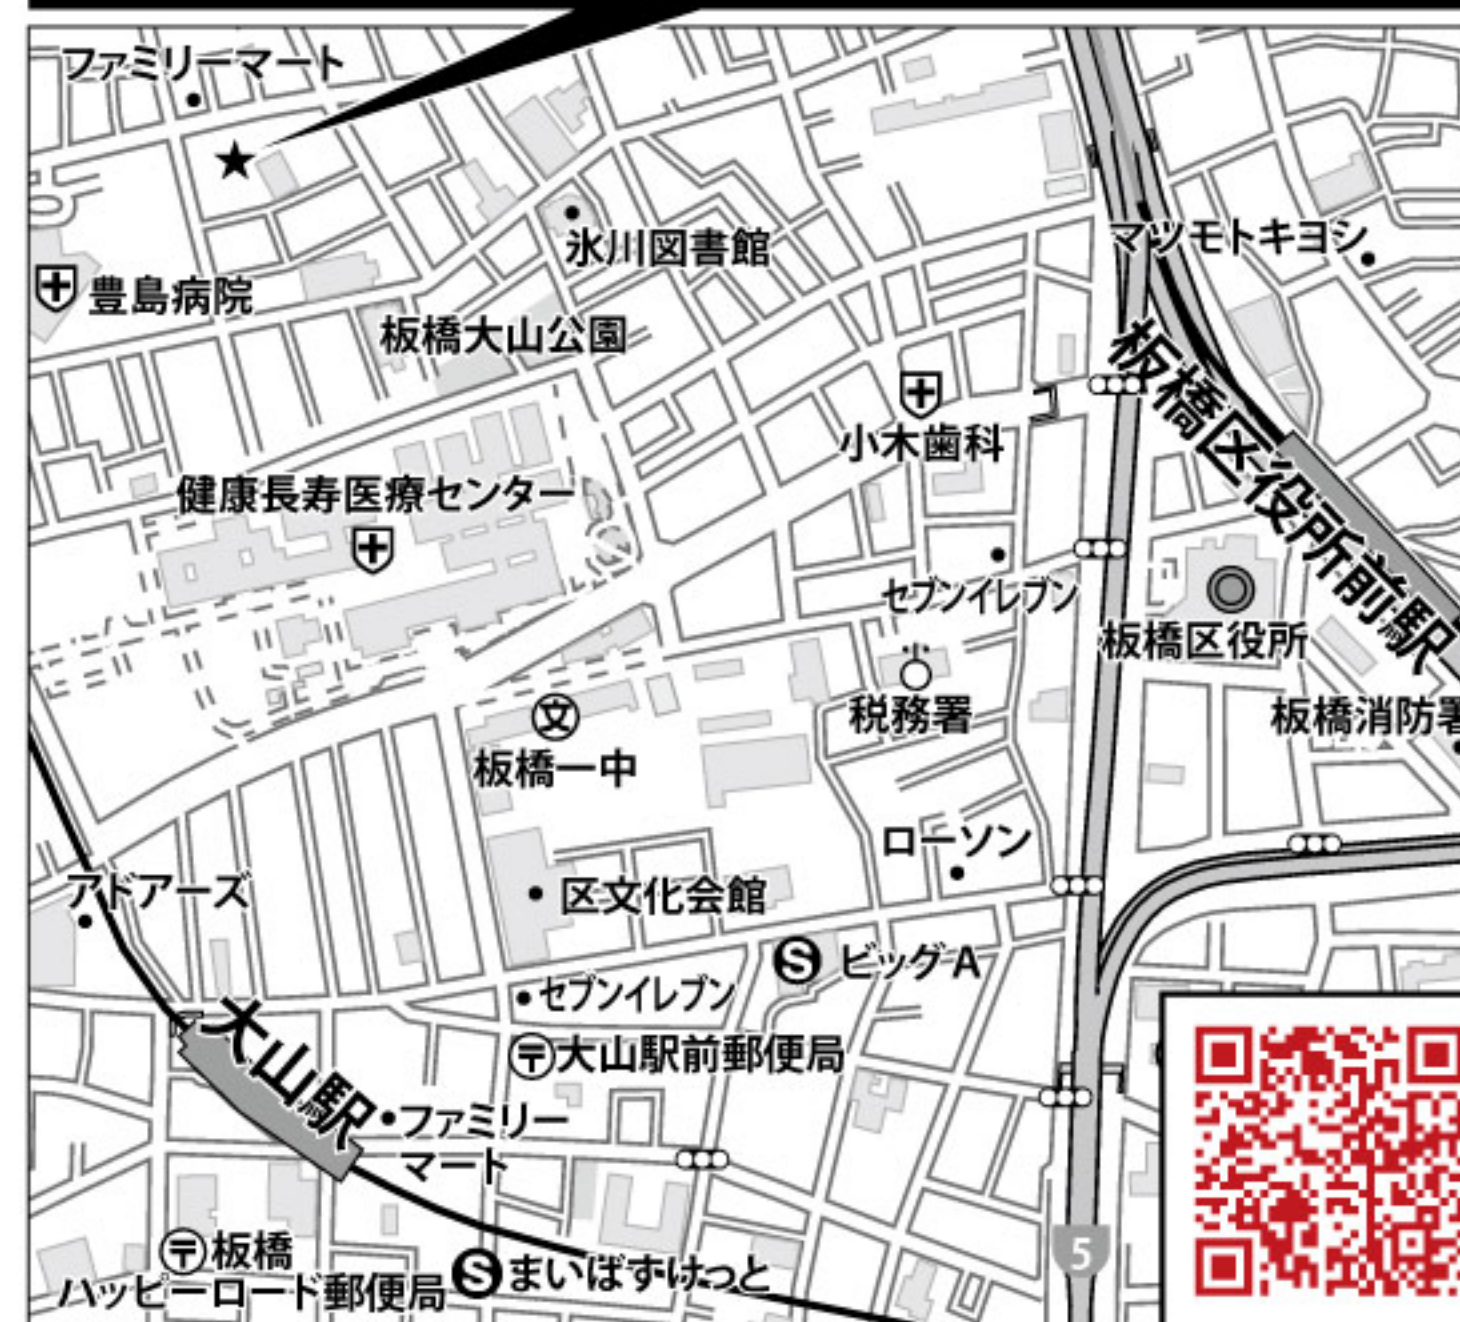 ファミリーマート
氷川図書館
マツモトキヨシ
豊島病院
板橋大山公園
板橋区役所前駅
小木歯科
健康長寿医療センター
セブンイレブン
板橋区役所
税務署
板橋消防署
文
板橋一中
ローソン
アドアーズ
区文化会館
S ビッグA
セブンイレブン
大山駅
〒大山駅前郵便局
ファミリー
マート
5
〒板橋
ハッピーロード郵便局
S まいばすけっと